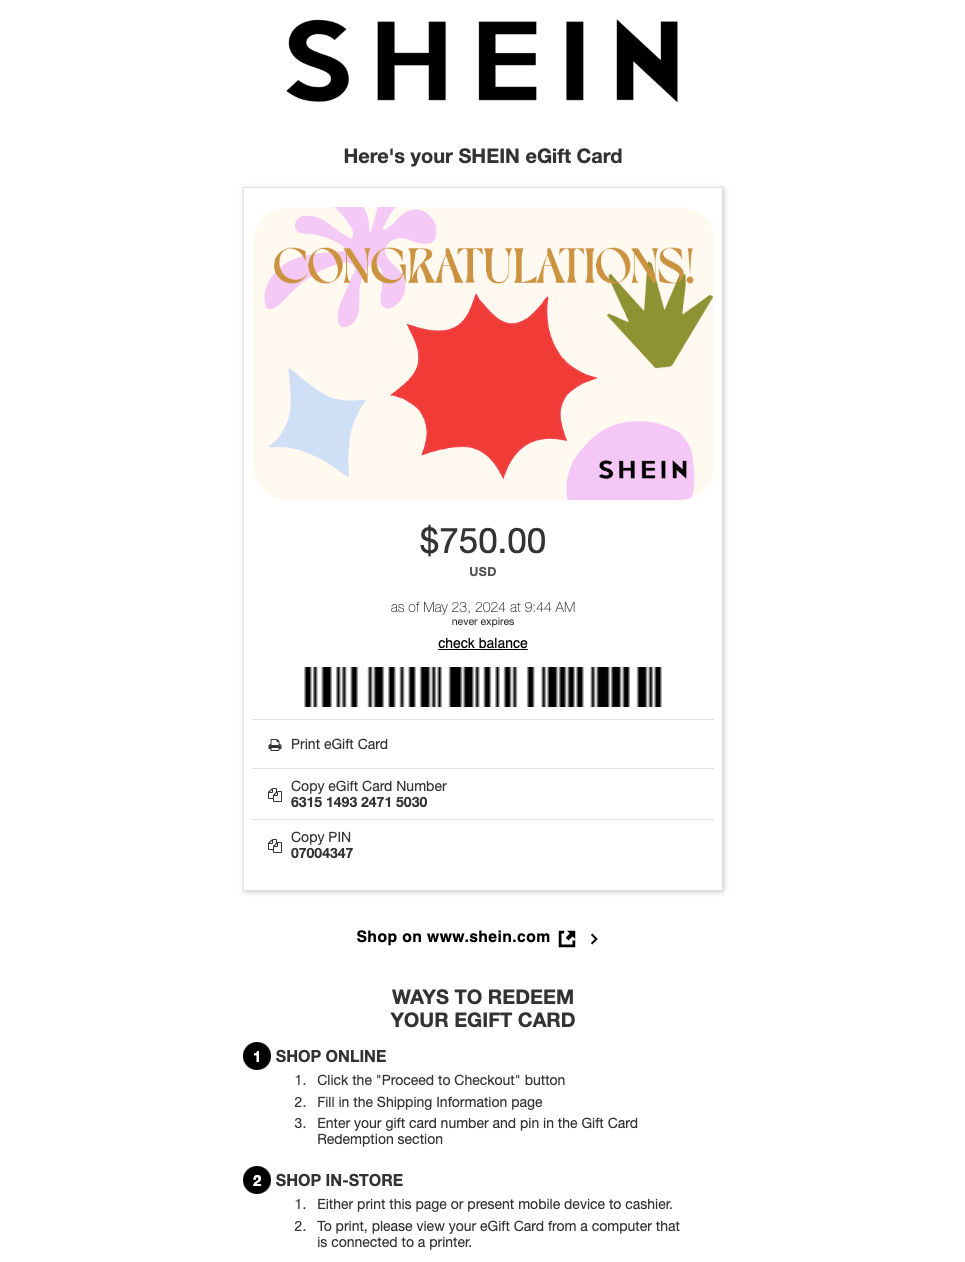 SHEIN
Here's your SHEIN eGift Card
CONGRATULATIONS!
SHEIN
$750.00
USD
as of May 23, 2024 at 9:44 AM
never expires
check balance
Print eGift Card
Copy eGift Card Number
6315 1493 2471 5030
Copy PIN
07004347
Shop on www.shein.com
WAYS TO REDEEM
YOUR EGIFT CARD
1 SHOP ONLINE
1. Click the "Proceed to Checkout" button
2. Fill in the Shipping Information page
3. Enter your gift card number and pin in the Gift Card
Redemption section
2 SHOP IN-STORE
1. Either print this page or present mobile device to cashier.
2. To print, please view your eGift Card from a computer that
is connected to a printer.